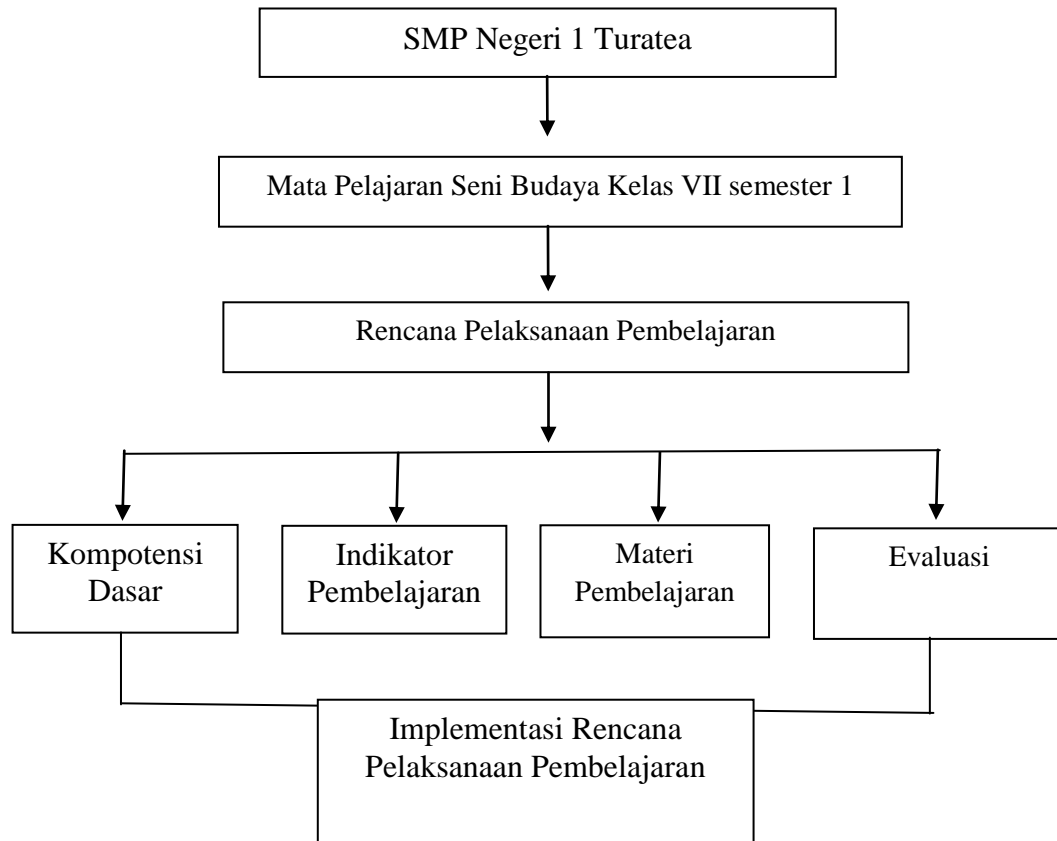 SMP Negeri 1 Turatea
Mata Pelajaran Seni Budaya Kelas VII semester 1
Rencana Pelaksanaan Pembelajaran
Kompotensi
Dasar
Indikator
Pembelajaran
Materi
Pembelajaran
Evaluasi
Implementasi Rencana
Pelaksanaan Pembelajaran